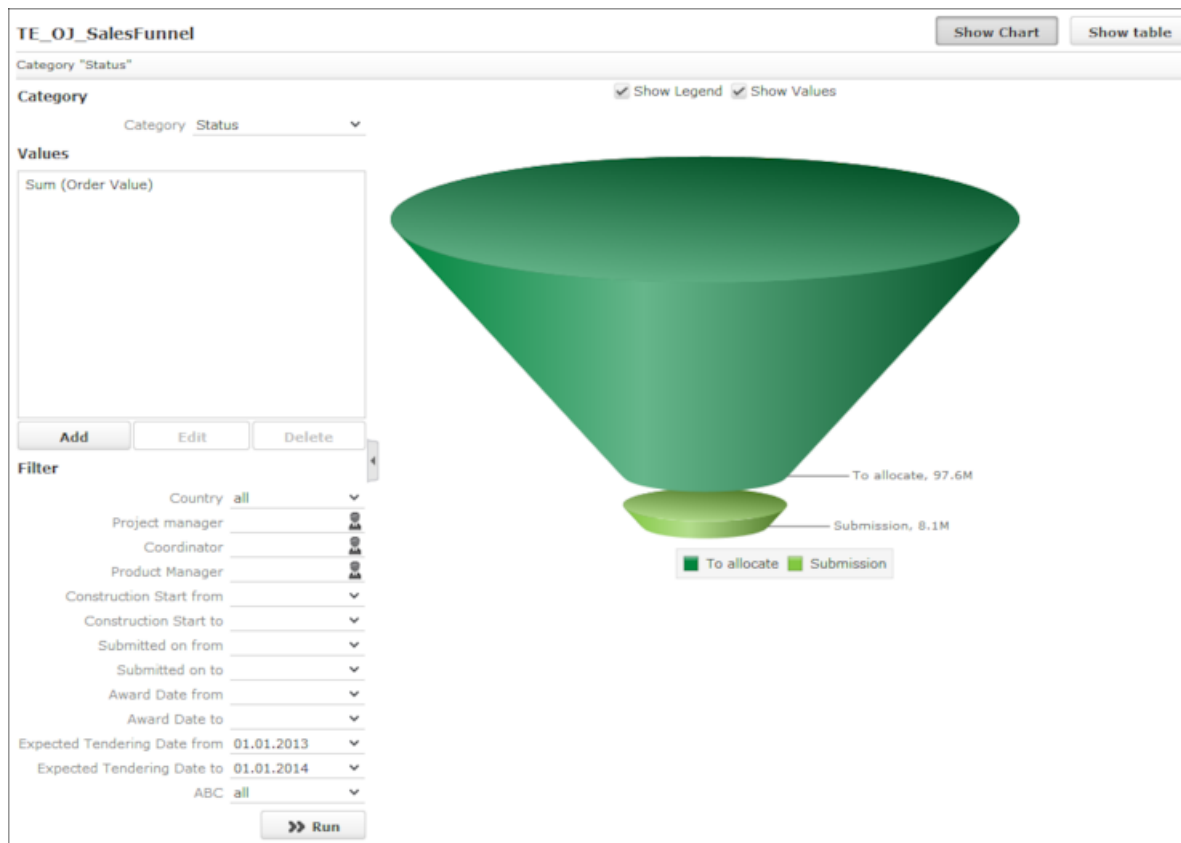 TE_OJ_SalesFunnel
Show Chart Show table
Category "Status"
Category
Show Legend Show Values
Category Status
Values
Sum (Order Value)
Add Edit Delete
Filter
Country all
Project manager
Coordinator
Product Manager
Construction Start from
Construction Start to
Submitted on from
Submitted on to
Award Date from
Award Date to
Expected Tendering Date from 01.01.2013
Expected Tendering Date to 01.01.2014
ABC all
Run
To allocate, 97.6M
Submission, 8.1M
To allocate Submission